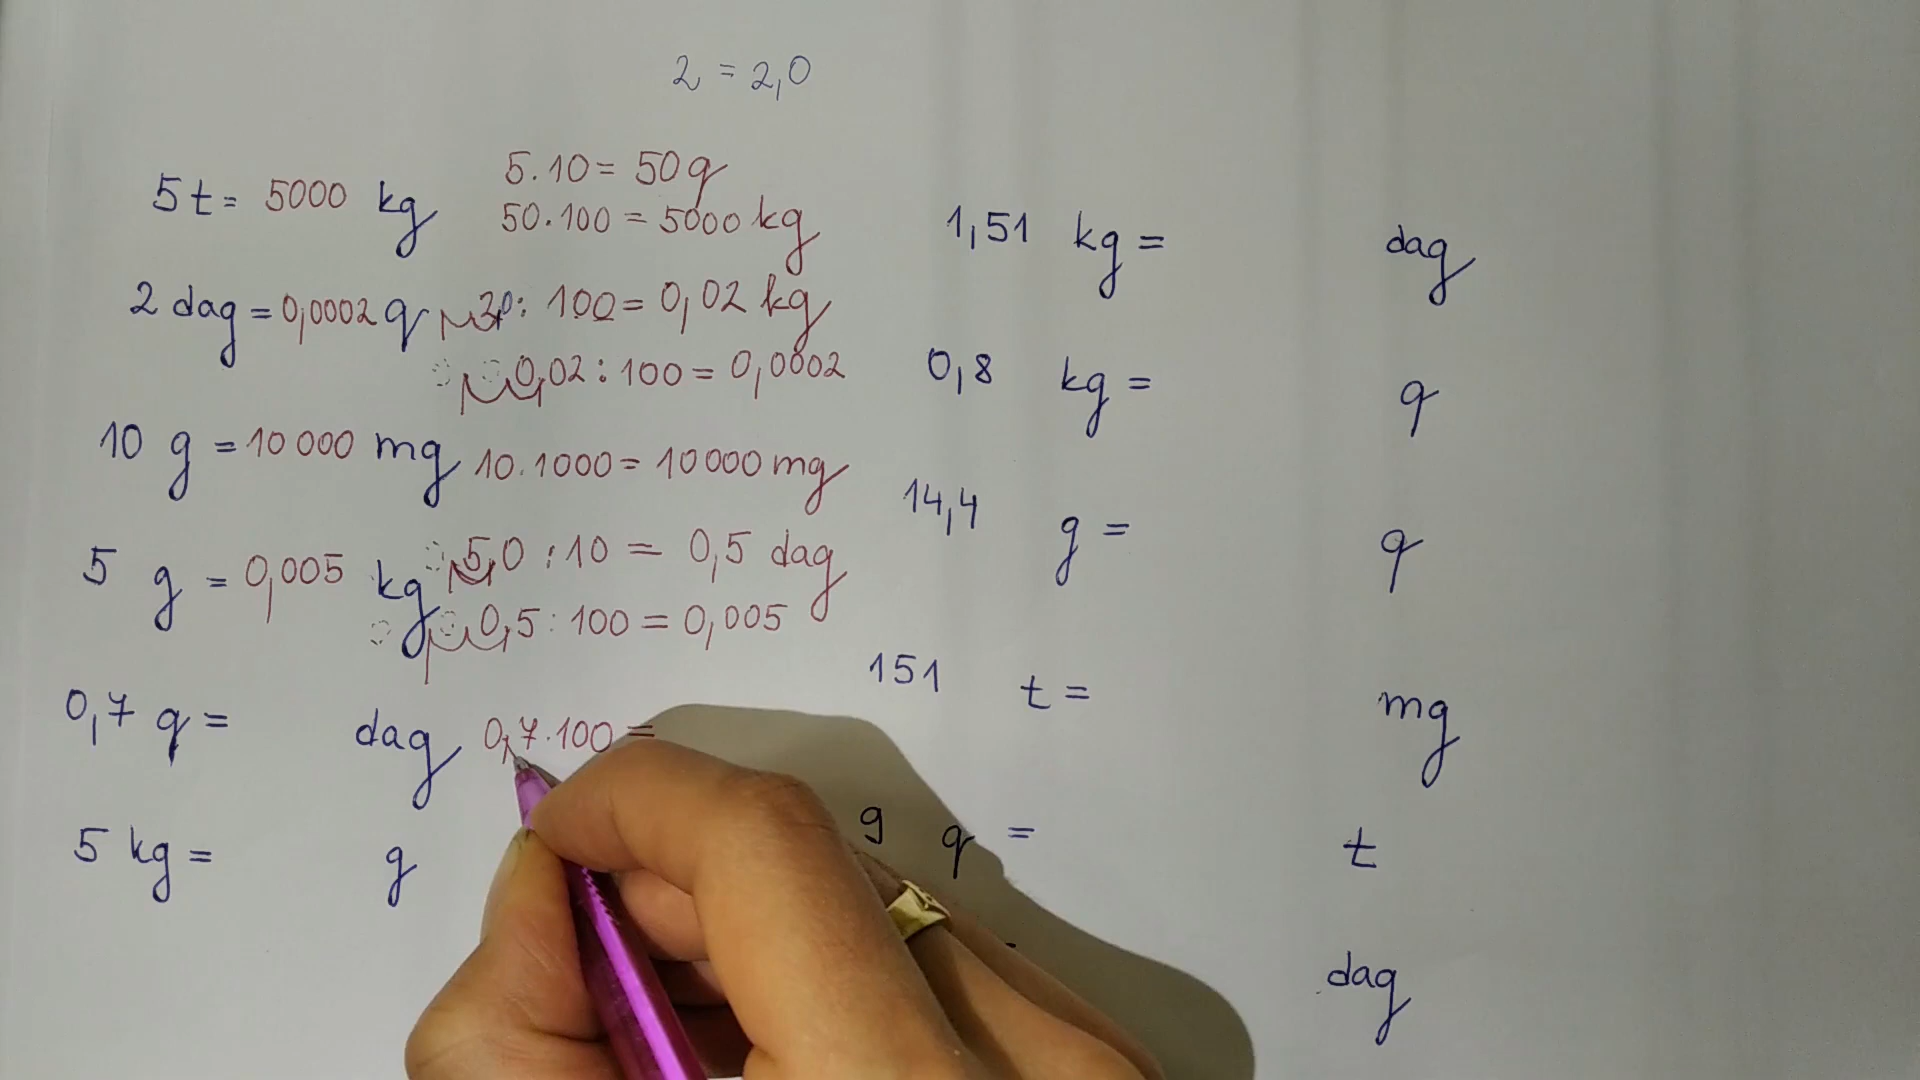 2 = 2,0
5 t = 5000 kg 5.10 = 50 q
50.100 = 5000 kg
2 dag = 0,0002 q : 100 = 0,02 kg
0,02 : 100 = 0,0002
10 g = 10 000 mg 10.1000 = 10 000 mg
5 g = 0,005 kg 5,0 : 10 = 0,5 dag
0,5 : 100 = 0,005
0,7 q = dag 0,7.100 =
5 kg = g
1,51 kg = dag
0,8 kg = q
14,4 g = q
151 t = mg
9 q = t
dag